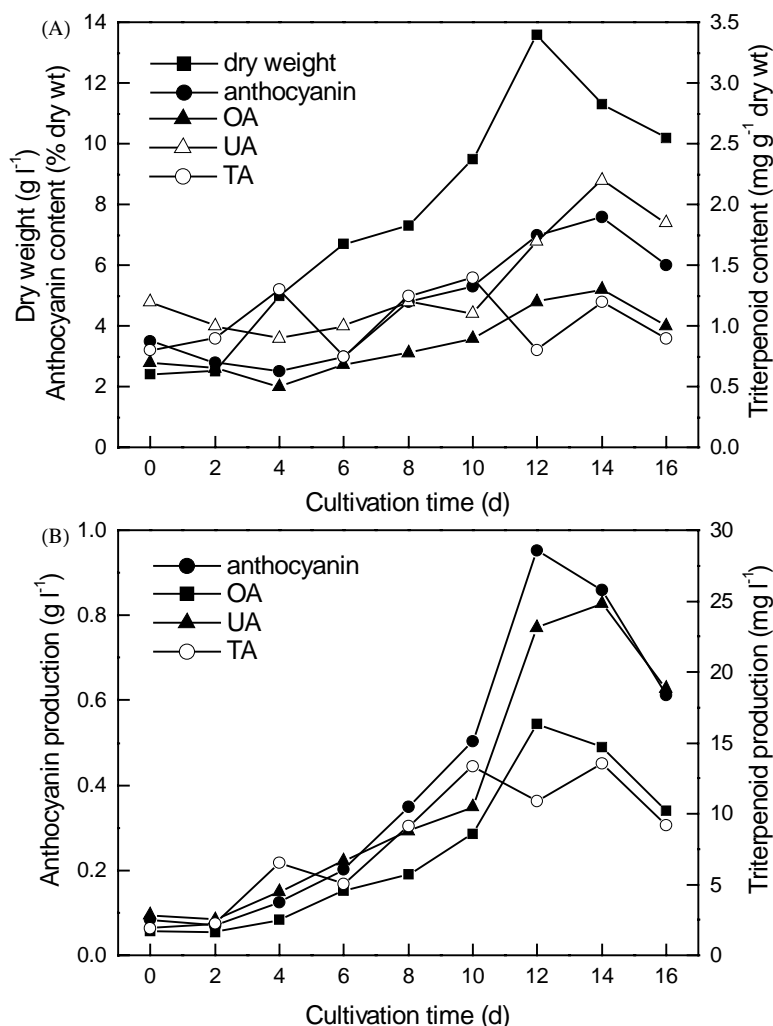 (A)
14
12
10
8
6
4
2
0
Dry weight (g l⁻¹)
Anthocyanin content (% dry wt)
dry weight
anthocyanin
OA
UA
TA
3.5
3.0
2.5
2.0
1.5
1.0
0.5
0.0
Triterpenoid content (mg g⁻¹ dry wt)
0 2 4 6 8 10 12 14 16
Cultivation time (d)
(B)
1.0
0.8
0.6
0.4
0.2
0.0
Anthocyanin production (g l⁻¹)
anthocyanin
OA
UA
TA
30
25
20
15
10
5
0
Triterpenoid production (mg l⁻¹)
0 2 4 6 8 10 12 14 16
Cultivation time (d)